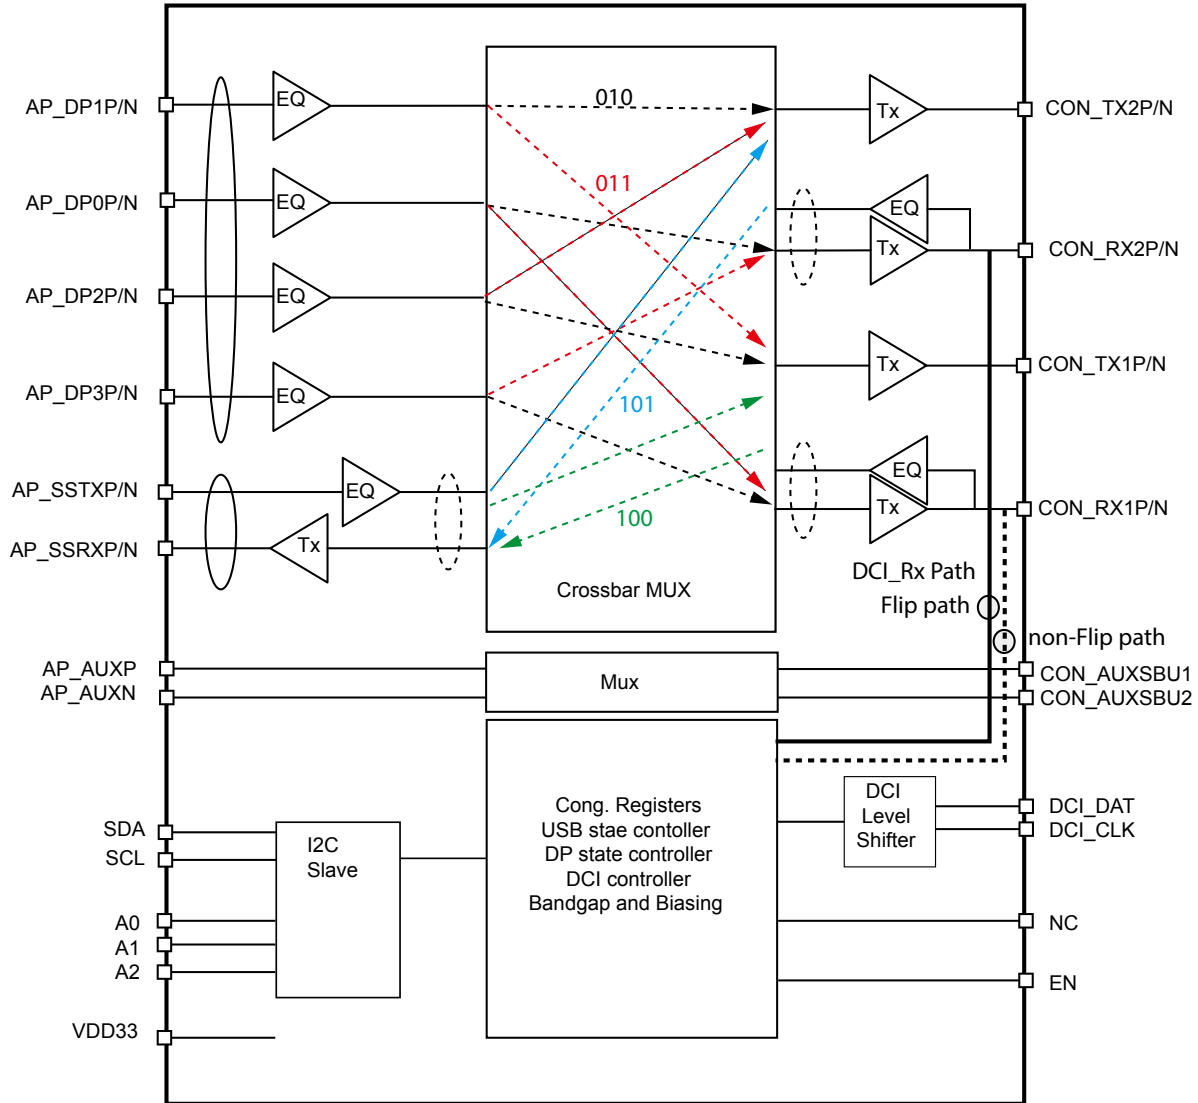 AP_DP1P/N
EQ
010
Tx
CON_TX2P/N
AP_DP0P/N
EQ
011
EQ
Tx
CON_RX2P/N
AP_DP2P/N
EQ
Tx
CON_TX1P/N
AP_DP3P/N
EQ
101
EQ
Tx
CON_RX1P/N
AP_SSTXP/N
EQ
100
AP_SSRXP/N
Tx
Crossbar MUX
DCI_Rx Path
Flip path
non-Flip path
AP_AUXP
AP_AUXN
Mux
CON_AUXSBU1
CON_AUXSBU2
SDA
SCL
A0
A1
A2
VDD33
I2C
Slave
Cong. Registers
USB stae contoller
DP state controller
DCI controller
Bandgap and Biasing
DCI
Level
Shifter
DCI_DAT
DCI_CLK
NC
EN